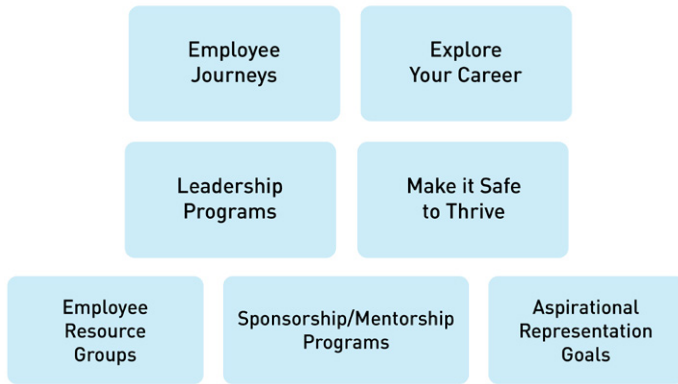 Employee
Journeys
Explore
Your Career
Leadership
Programs
Make it Safe
to Thrive
Employee
Resource
Groups
Sponsorship/Mentorship
Programs
Aspirational
Representation
Goals